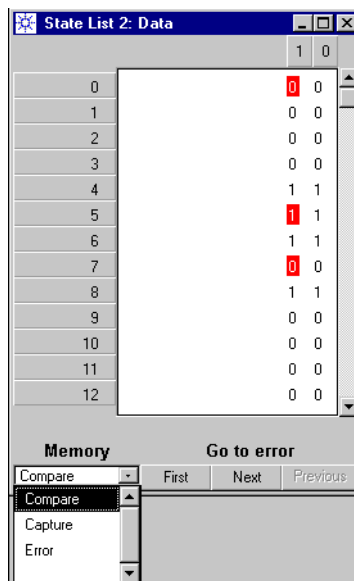 State List 2: Data
1 0
0 0 0
1 0 0
2 0 0
3 0 0
4 1 1
5 1 1
6 1 1
7 0 0
8 1 1
9 0 0
10 0 0
11 0 0
12 0 0
Memory Go to error
Compare First Next Previous
Compare
Capture
Error